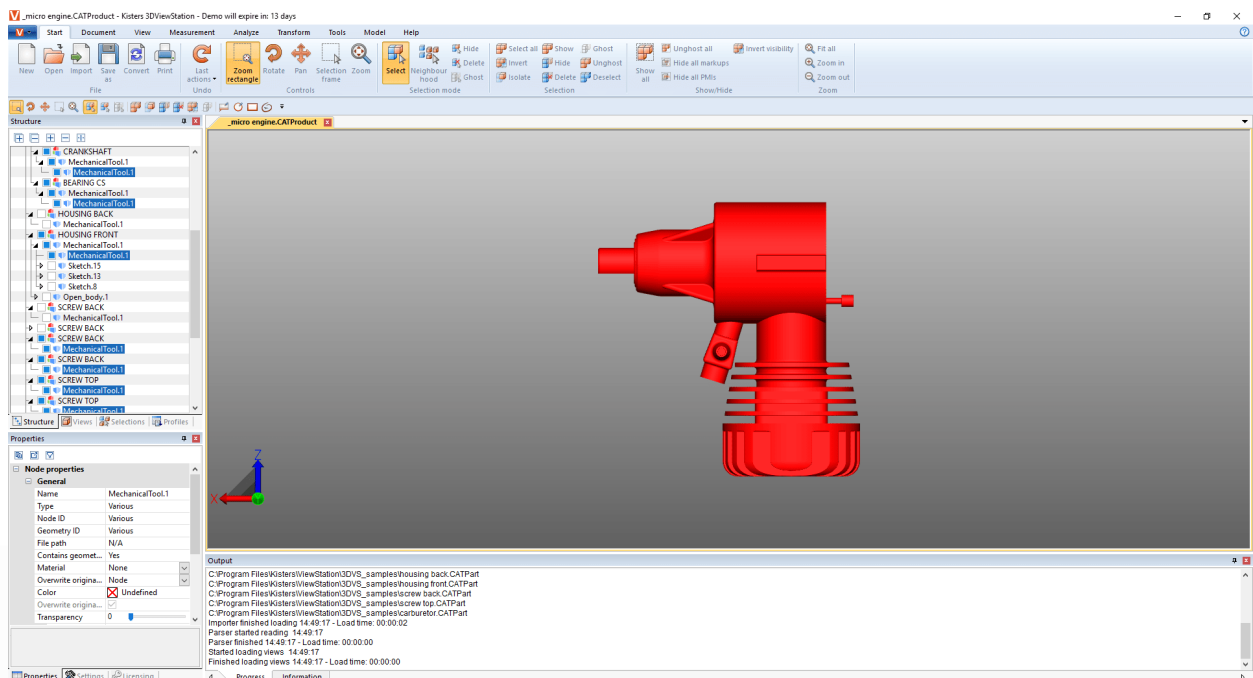 _micro engine.CATProduct - Kisters 3DViewStation - Demo will expire in: 13 days
Start Document View Measurement Analyze Transform Tools Model Help
New Open Import Save as Convert Print
File
Last actions
Undo
Zoom rectangle Rotate Pan Selection frame Zoom
Controls
Select Neighbour hood Hide Delete Ghost
Selection mode
Select all Show Ghost
Invert Hide Unghost
Isolate Delete Deselect
Selection
Show all Unghost all Invert visibility
Hide all markups
Hide all PMIs
Show/Hide
Fit all
Zoom in
Zoom out
Zoom
Structure
_micro engine.CATProduct
CRANKSHAFT
MechanicalTool.1
MechanicalTool.1
BEARING CS
MechanicalTool.1
MechanicalTool.1
HOUSING BACK
MechanicalTool.1
HOUSING FRONT
MechanicalTool.1
MechanicalTool.1
Sketch.15
Sketch.13
Sketch.8
Open_body.1
SCREW BACK
MechanicalTool.1
SCREW BACK
SCREW BACK
MechanicalTool.1
SCREW BACK
MechanicalTool.1
SCREW TOP
MechanicalTool.1
SCREW TOP
MechanicalTool.1
Structure Views Selections Profiles
Properties
Node properties
General
Name MechanicalTool.1
Type Various
Node ID Various
Geometry ID Various
File path N/A
Contains geomet... Yes
Material None
Overwrite origina... Node
Color Undefined
Overwrite origina...
Transparency 0
Properties Settings Licensing
Z
X
Output
C:\Program Files\Kisters\ViewStation\3DVS_samples\housing back.CATPart
C:\Program Files\Kisters\ViewStation\3DVS_samples\housing front.CATPart
C:\Program Files\Kisters\ViewStation\3DVS_samples\screw back.CATPart
C:\Program Files\Kisters\ViewStation\3DVS_samples\screw top.CATPart
C:\Program Files\Kisters\ViewStation\3DVS_samples\carburetor.CATPart
Importer finished loading 14:49:17 - Load time: 00:00:02
Parser started reading 14:49:17
Parser finished 14:49:17 - Load time: 00:00:00
Started loading views 14:49:17
Finished loading views 14:49:17 - Load time: 00:00:00
Progress Information